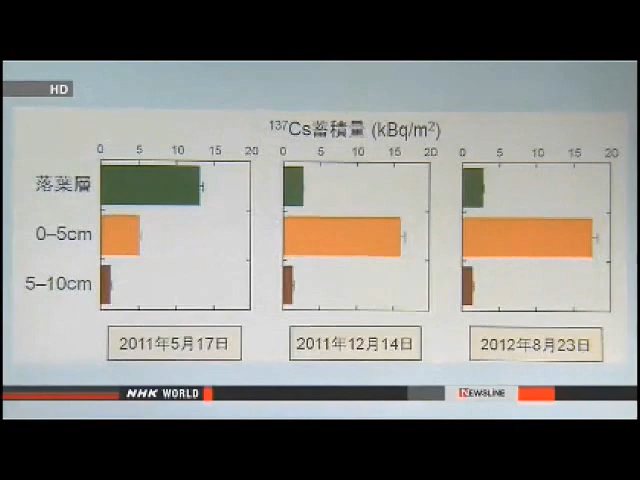 HD
137Cs蓄積量 (kBq/m2)
0 5 10 15 20 0 5 10 15 20 0 5 10 15 20
落葉層
0–5cm
5–10cm
2011年5月17日 2011年12月14日 2012年8月23日
NHK WORLD NEWSLINE